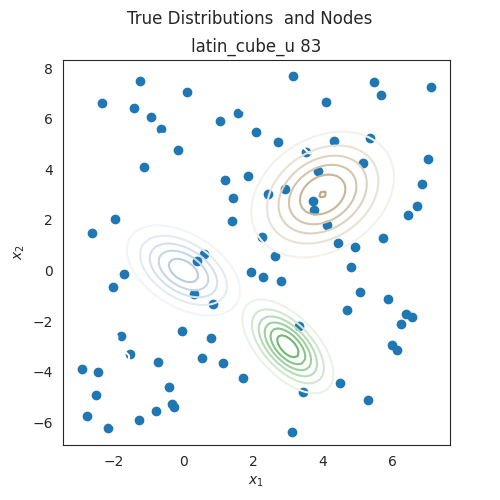 True Distributions  and Nodes
latin_cube_u 83
8
6
4
2
0
−2
−4
−6
x₂
−2 0 2 4 6
x₁